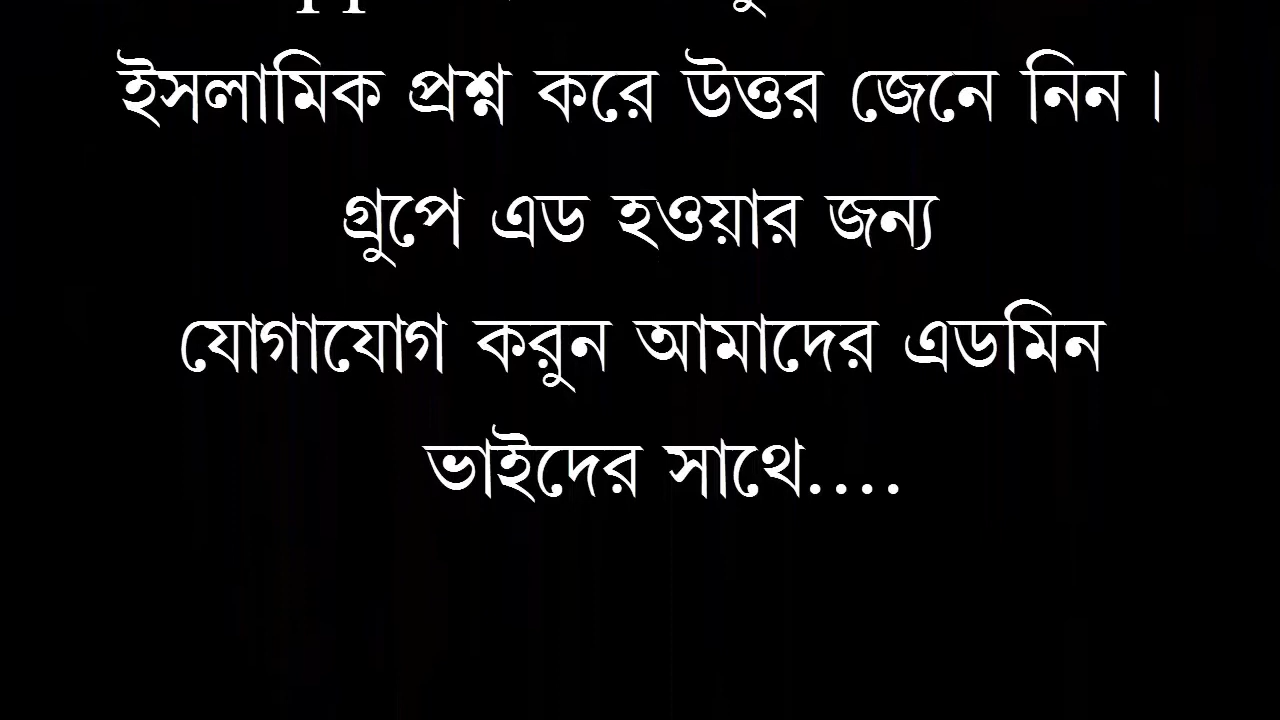 ইসলামিক প্রশ্ন করে উত্তর জেনে নিন।
গ্রুপে এড হওয়ার জন্য
যোগাযোগ করুন আমাদের এডমিন
ভাইদের সাথে....